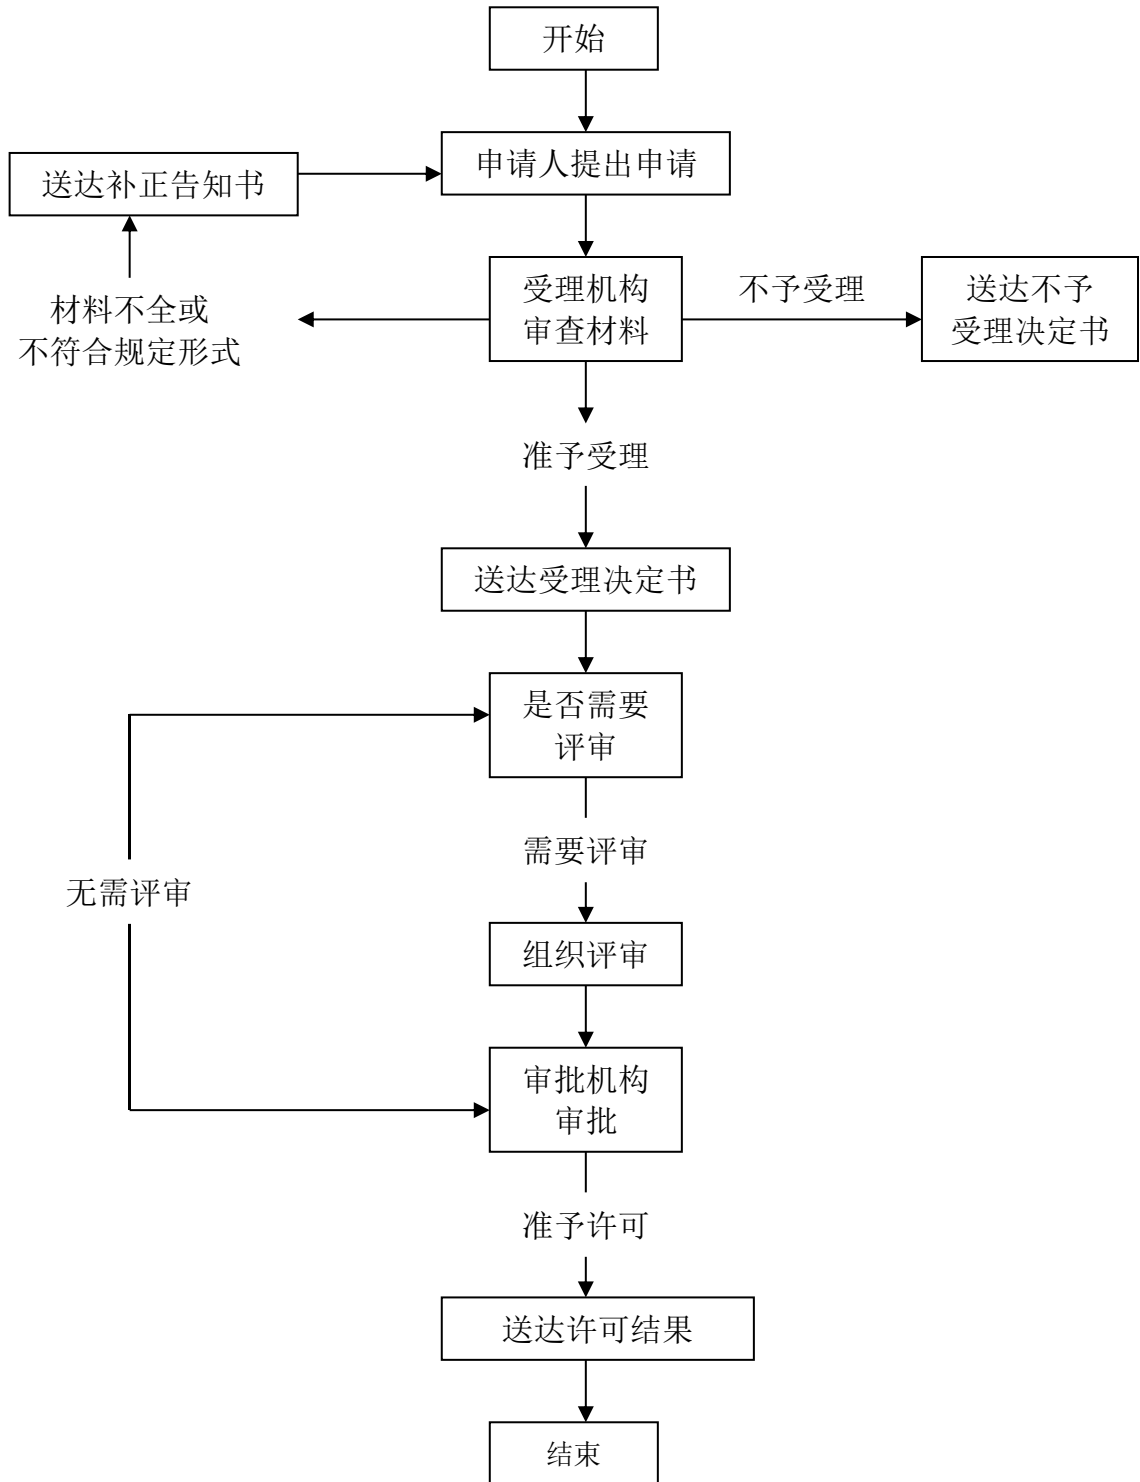 开始
申请人提出申请
送达补正告知书
受理机构
审查材料
不予受理
送达不予
受理决定书
材料不全或
不符合规定形式
准予受理
送达受理决定书
是否需要
评审
需要评审
无需评审
组织评审
审批机构
审批
准予许可
送达许可结果
结束